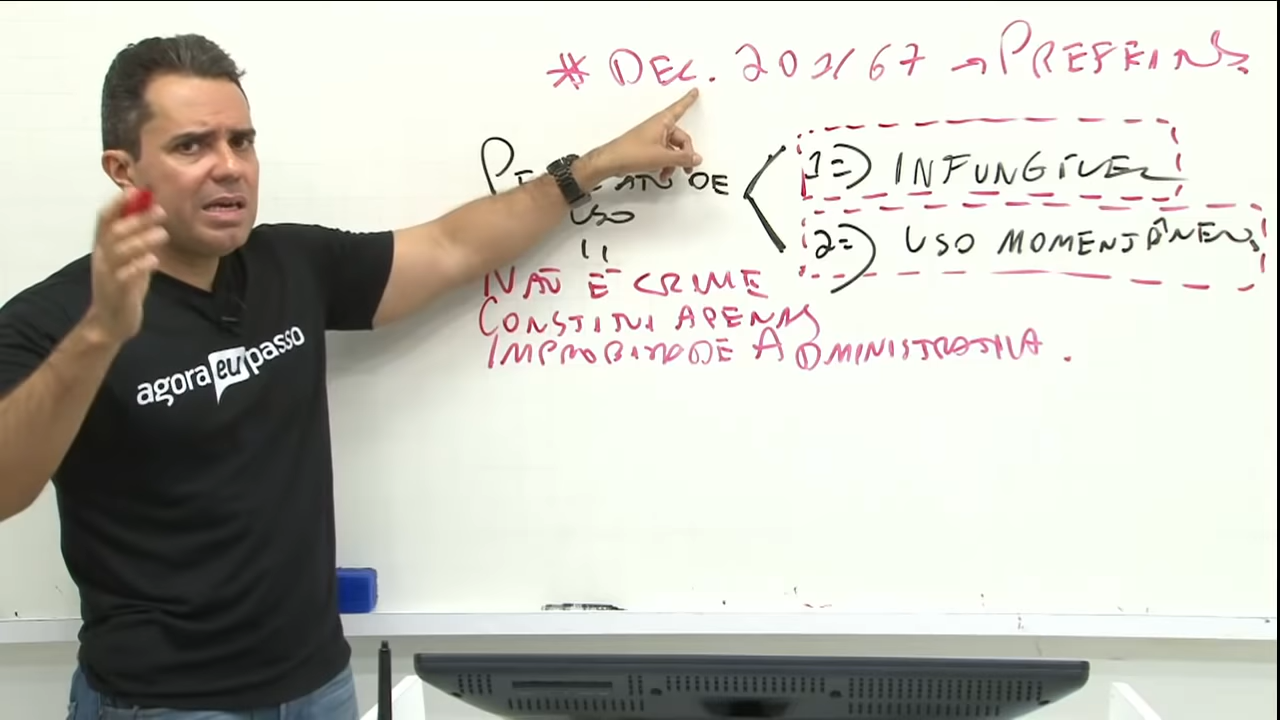 * DEC. 201/67 → PREFEITOS
DE
USO
"
1=) INFUNGÍVEL
2=) USO MOMENTÂNEO
NÃO É CRIME
CONSTITUI APENAS
IMPROBIDADE ADMINISTRATIVA.
agora eu passo